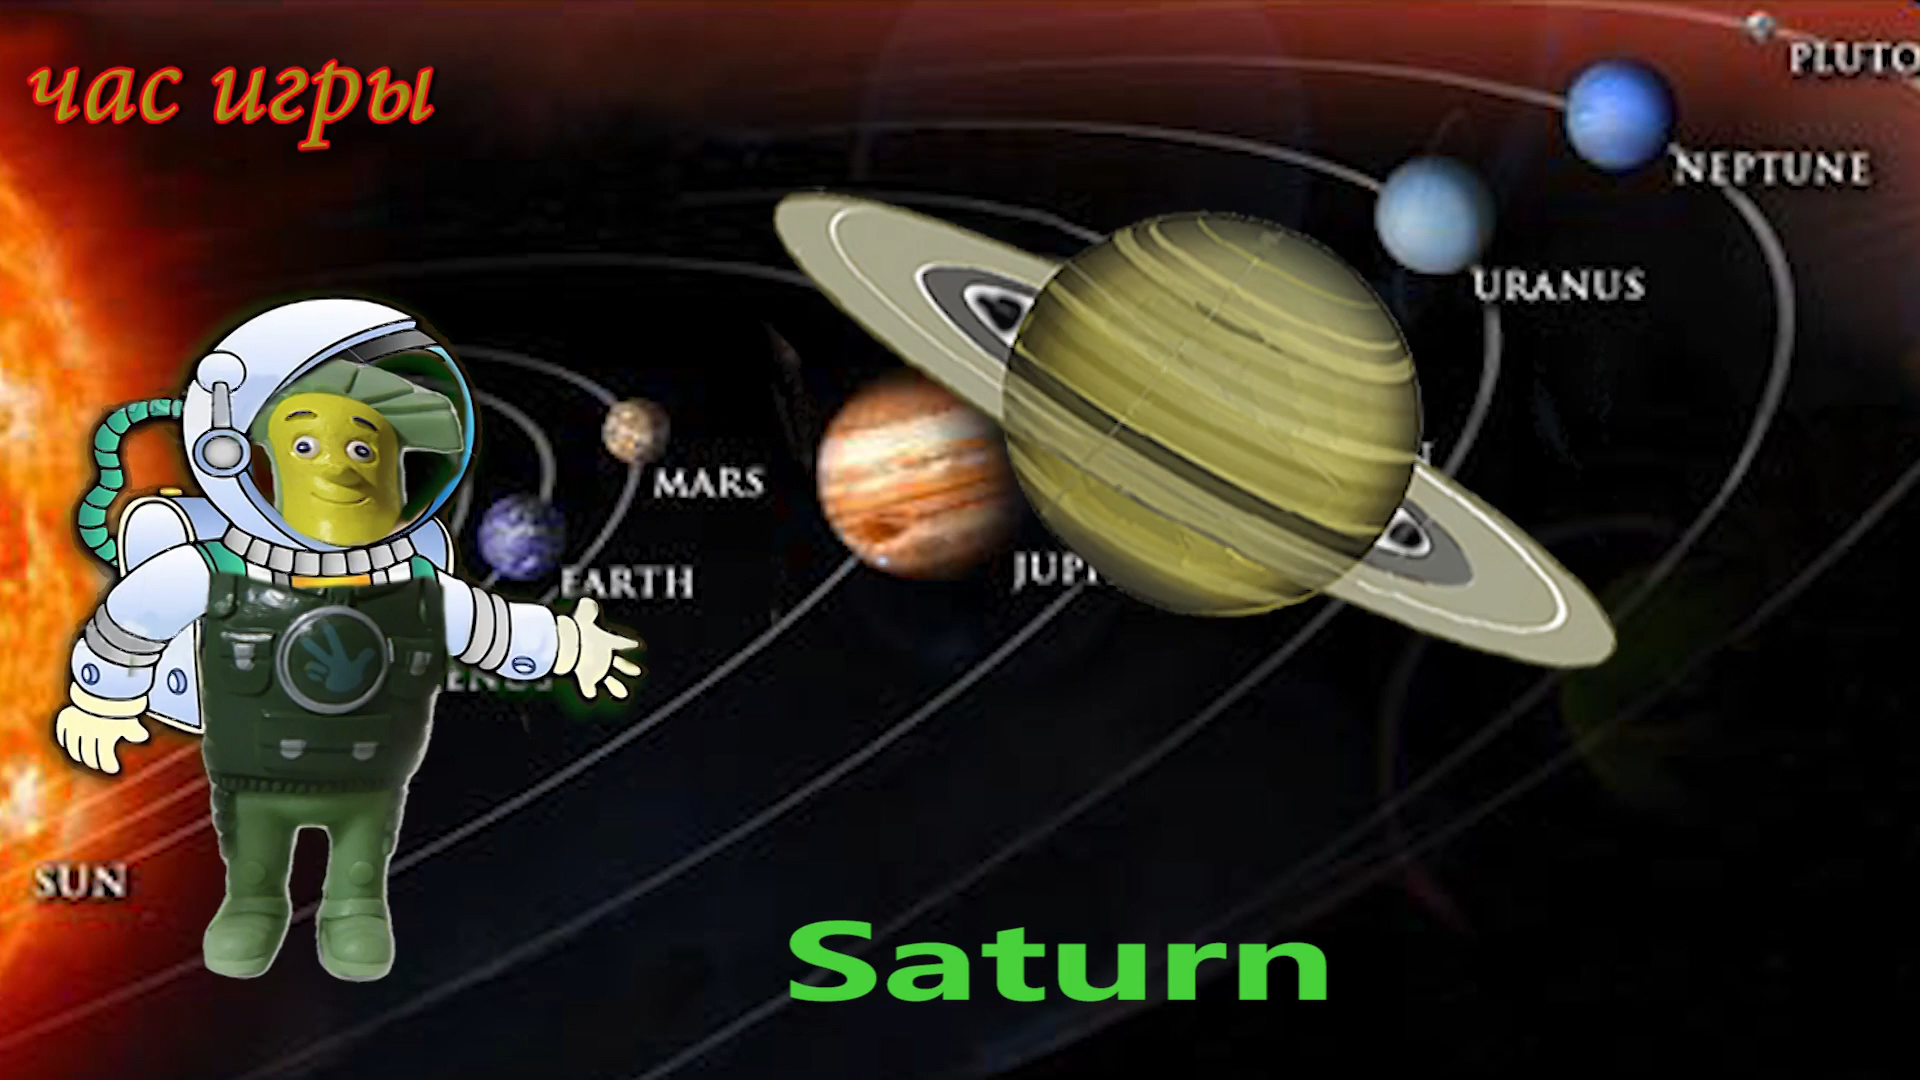 час игры
PLUTO
NEPTUNE
URANUS
MARS
EARTH
SUN
Saturn